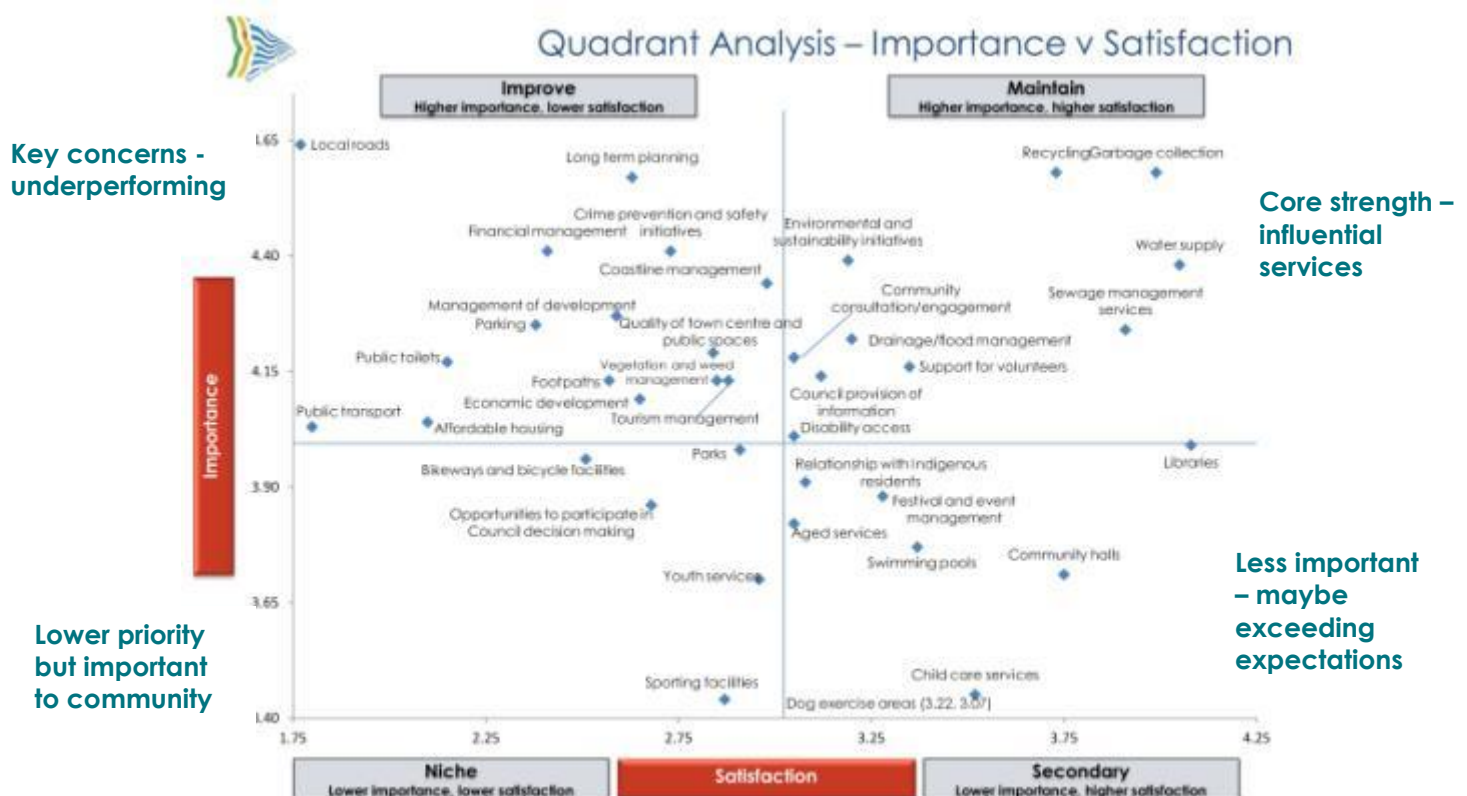 Quadrant Analysis – Importance v Satisfaction
Improve
Higher importance, lower satisfaction
Maintain
Higher importance, higher satisfaction
Key concerns -
underperforming
Core strength –
influential
services
Less important
– maybe
exceeding
expectations
Lower priority
but important
to community
Importance
.65
4.40
4.15
3.90
3.65
.40
Local roads
Long term planning
Recycling
Garbage collection
Crime prevention and safety
initiatives
Financial management
Environmental and
sustainability initiatives
Water supply
Coastline management
Community
consultation/engagement
Sewage management
services
Management of development
Parking
Quality of town centre and
public spaces
Drainage/flood management
Public toilets
Vegetation and weed
management
Support for volunteers
Footpaths
Economic development
Council provision of
information
Tourism management
Public transport
Affordable housing
Disability access
Parks
Libraries
Bikeways and bicycle facilities
Relationship with Indigenous
residents
Festival and event
management
Opportunities to participate in
Council decision making
Aged services
Swimming pools
Community halls
Youth services
Sporting facilities
Child care services
Dog exercise areas (3.22, 3.07)
1.75
2.25
2.75
3.25
3.75
4.25
Niche
Lower importance, lower satisfaction
Satisfaction
Secondary
Lower importance, higher satisfaction